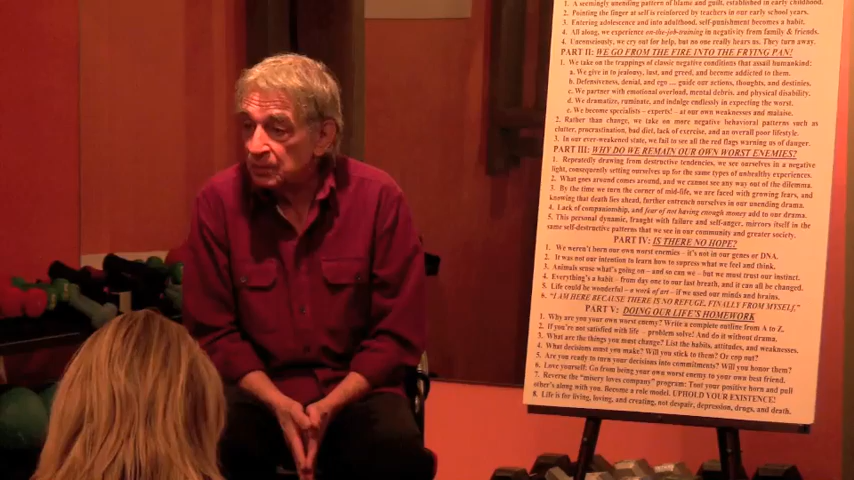 1. A seemingly unending pattern of blame and guilt, established in early childhood.
2. Pointing the finger at self is reinforced by teachers in our early school years.
3. Entering adolescence and into adulthood, self-punishment becomes a habit.
4. All along, we experience on-the-job-training in negativity from family & friends.
4. Unconsciously, we cry out for help, but no one really hears us. They turn away.
PART II: WE GO FROM THE FIRE INTO THE FRYING PAN!
1. We take on the trappings of classic negative conditions that assail humankind:
a. We give in to jealousy, lust, and greed, and become addicted to them.
b. Defensiveness, denial, and ego ... guide our actions, thoughts, and destinies.
c. We partner with emotional overload, mental debris, and physical disability.
d. We dramatize, ruminate, and indulge endlessly in expecting the worst.
e. We become specialists - experts! - at our own weaknesses and malaise.
2. Rather than change, we take on more negative behavioral patterns such as
clutter, procrastination, bad diet, lack of exercise, and an overall poor lifestyle.
3. In our ever-weakened state, we fail to see all the red flags warning us of danger.
PART III: WHY DO WE REMAIN OUR OWN WORST ENEMIES?
1. Repeatedly drawing from destructive tendencies, we see ourselves in a negative
light, consequently setting ourselves up for the same types of unhealthy experiences.
2. What goes around comes around, and we cannot see any way out of the dilemma.
3. By the time we turn the corner of mid-life, we are faced with growing fears, and
knowing that death lies ahead, further entrench ourselves in our unending drama.
4. Lack of companionship, and fear of not having enough money add to our drama.
5. This personal dynamic, fraught with failure and self-anger, mirrors itself in the
same self-destructive patterns we see in our community and greater society.
PART IV: IS THERE NO HOPE?
1. We weren't born our own worst enemies - it's not in our genes or DNA.
2. It was not our intention to learn how to supress what we feel and think.
3. Animals sense what's going on - and so can we - but we must trust our instinct.
4. Everything's a habit - from day one to our last breath, and it can all be changed.
5. Life could be wonderful - a work of art - if we used our minds and brains.
6. "I AM HERE BECAUSE THERE IS NO REFUGE, FINALLY FROM MYSELF."
PART V: DOING OUR LIFE'S HOMEWORK
1. Why are you your own worst enemy? Write a complete outline from A to Z.
2. If you're not satisfied with life - problem solve! And do it without drama.
3. What are the things you must change? List the habits, attitudes, and weaknesses.
4. What decisions must you make? Will you stick to them? Or cop out?
5. Are you ready to turn your decisions into commitments? Will you honor them?
6. Love yourself: Go from being your own worst enemy to your own best friend.
7. Reverse the "misery loves company" program: Toot your positive horn and pull
other's along with you. Become a role model. UPHOLD YOUR EXISTENCE!
8. Life is for living, loving, and creating, not despair, depression, drugs, and death.